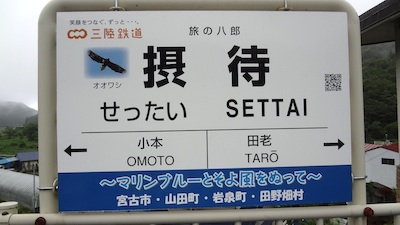 笑顔をつなぐ、ずっと・・・。
三陸鉄道
旅の八郎
オオワシ
摂待
せったい SETTAI
小本
OMOTO
田老
TARŌ
～マリンブルーとそよ風をぬって～
宮古市・山田町・岩泉町・田野畑村